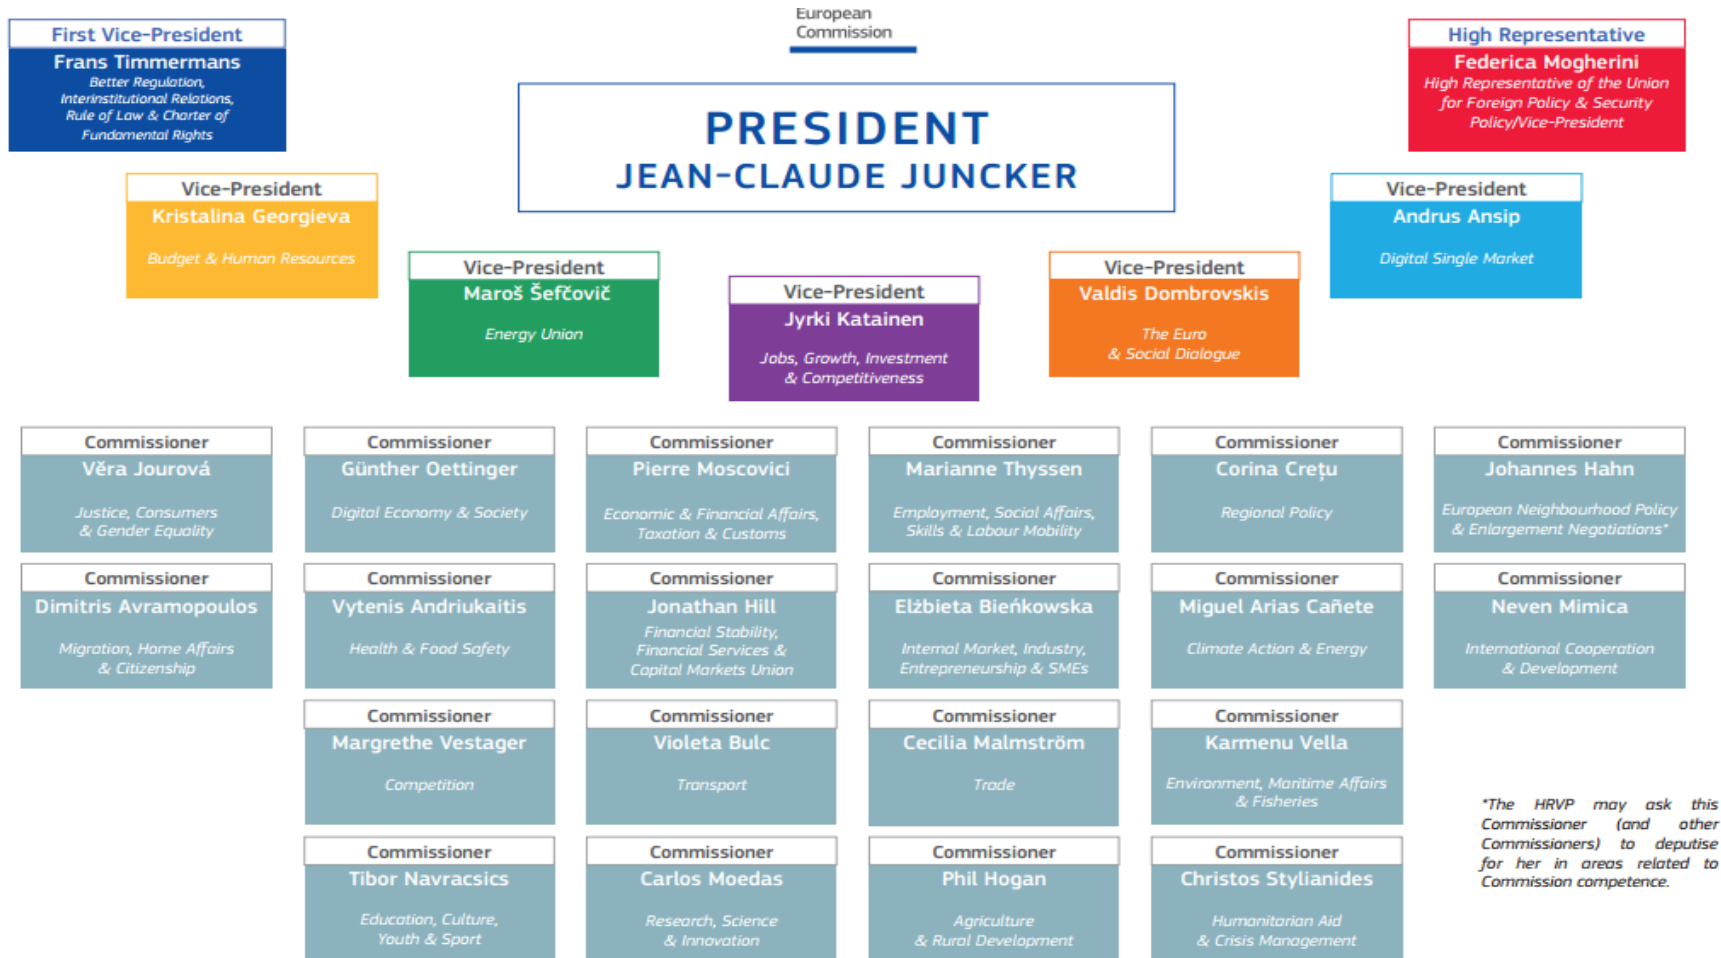 European
Commission
First Vice-President
Frans Timmermans
Better Regulation,
Interinstitutional Relations,
Rule of Law & Charter of
Fundamental Rights
PRESIDENT
JEAN-CLAUDE JUNCKER
High Representative
Federica Mogherini
High Representative of the Union
for Foreign Policy & Security
Policy/Vice-President
Vice-President
Kristalina Georgieva
Budget & Human Resources
Vice-President
Maroš Šefčovič
Energy Union
Vice-President
Jyrki Katainen
Jobs, Growth, Investment
& Competitiveness
Vice-President
Valdis Dombrovskis
The Euro
& Social Dialogue
Vice-President
Andrus Ansip
Digital Single Market
Commissioner
Věra Jourová
Justice, Consumers
& Gender Equality
Commissioner
Günther Oettinger
Digital Economy & Society
Commissioner
Pierre Moscovici
Economic & Financial Affairs,
Taxation & Customs
Commissioner
Marianne Thyssen
Employment, Social Affairs,
Skills & Labour Mobility
Commissioner
Corina Crețu
Regional Policy
Commissioner
Johannes Hahn
European Neighbourhood Policy
& Enlargement Negotiations*
Commissioner
Dimitris Avramopoulos
Migration, Home Affairs
& Citizenship
Commissioner
Vytenis Andriukaitis
Health & Food Safety
Commissioner
Jonathan Hill
Financial Stability,
Financial Services &
Capital Markets Union
Commissioner
Elżbieta Bieńkowska
Internal Market, Industry,
Entrepreneurship & SMEs
Commissioner
Miguel Arias Cañete
Climate Action & Energy
Commissioner
Neven Mimica
International Cooperation
& Development
Commissioner
Margrethe Vestager
Competition
Commissioner
Violeta Bulc
Transport
Commissioner
Cecilia Malmström
Trade
Commissioner
Karmenu Vella
Environment, Maritime Affairs
& Fisheries
Commissioner
Tibor Navracsics
Education, Culture,
Youth & Sport
Commissioner
Carlos Moedas
Research, Science
& Innovation
Commissioner
Phil Hogan
Agriculture
& Rural Development
Commissioner
Christos Stylianides
Humanitarian Aid
& Crisis Management
*The HRVP may ask this
Commissioner (and other
Commissioners) to deputise
for her in areas related to
Commission competence.